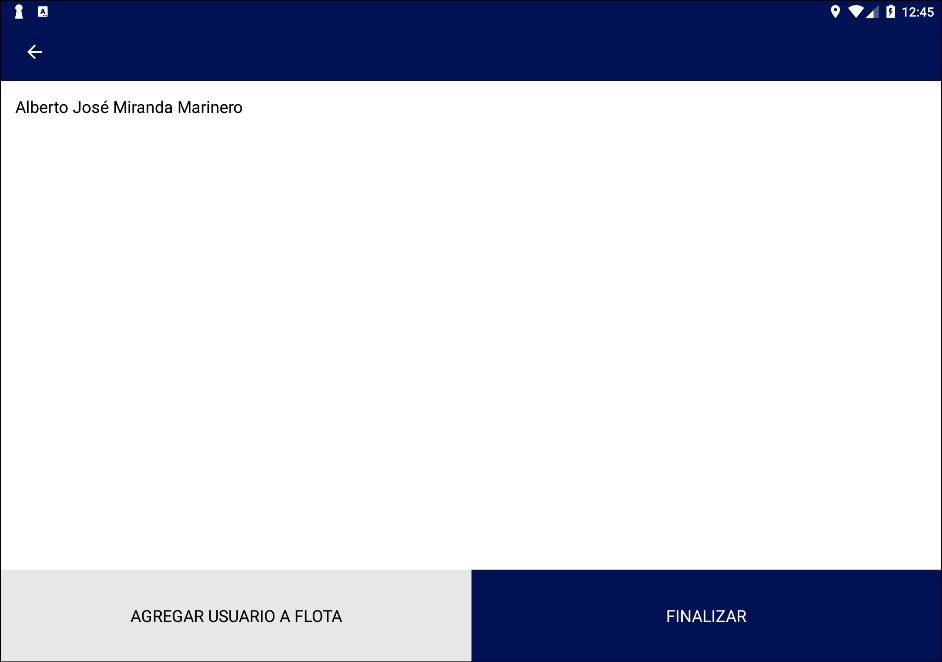 12:45
Alberto José Miranda Marinero
AGREGAR USUARIO A FLOTA
FINALIZAR